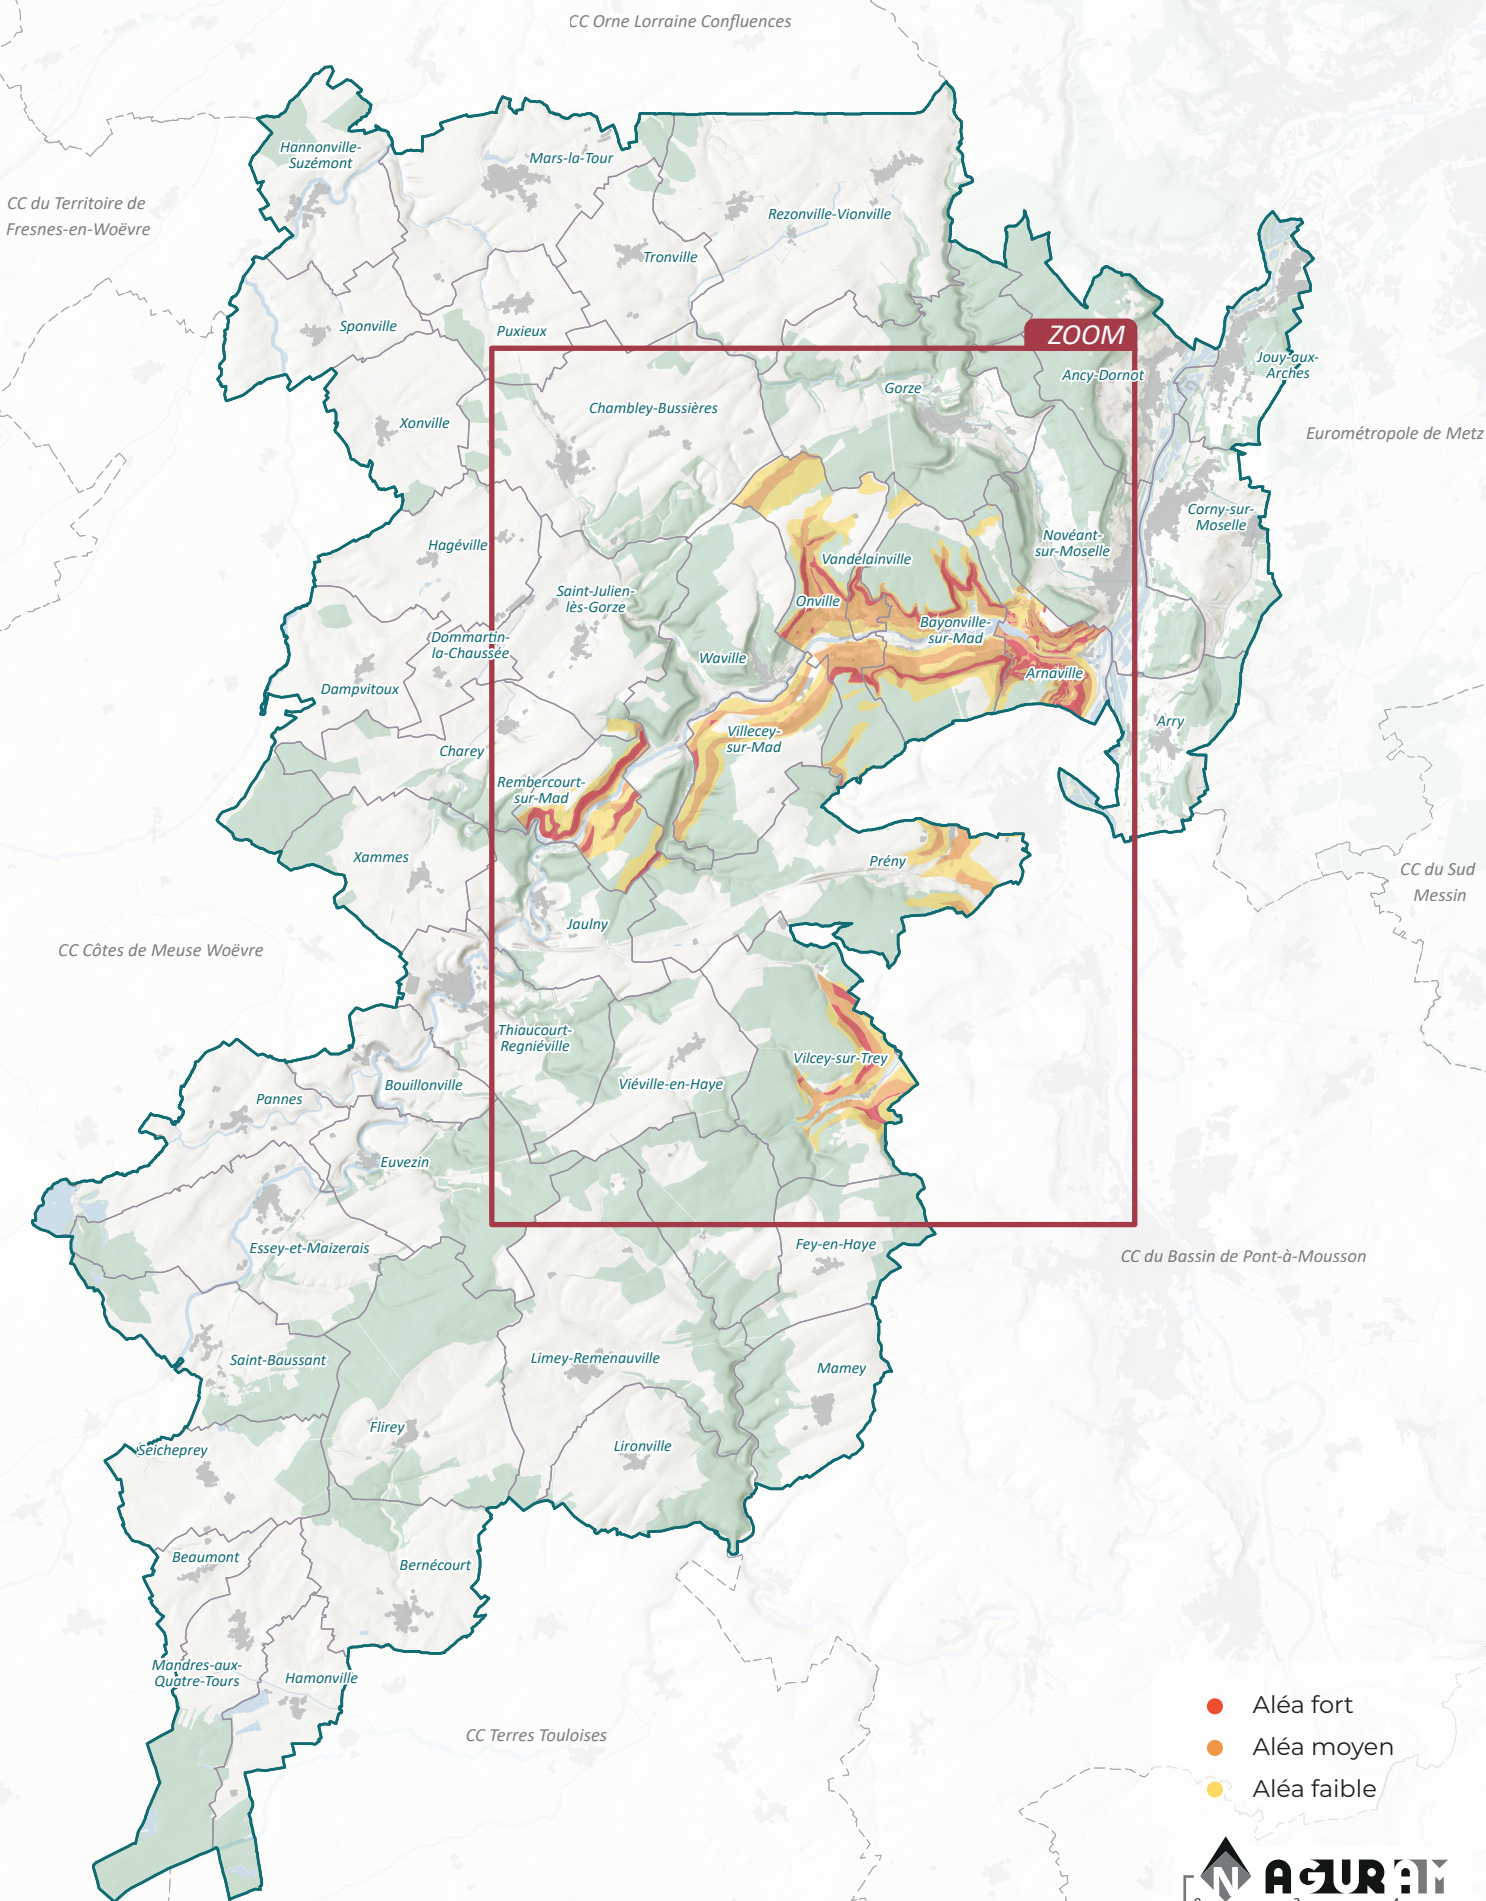 CC Orne Lorraine Confluences
Hannonville-
Suzémont
Mars-la-Tour
CC du Territoire de
Fresnes-en-Woëvre
Rezonville-Vionville
Tronville
Sponville
Puxieux
ZOOM
Jouy-aux-
Arches
Ancy-Dornot
Gorze
Chambley-Bussières
Xonville
Eurométropole de Metz
Corny-sur-
Moselle
Hagéville
Novéant-
sur-Moselle
Vandelainville
Saint-Julien-
lès-Gorze
Onville
Bayonville-
sur-Mad
Dommartin-
la-Chaussée
Waville
Arnaville
Dampvitoux
Arry
Villecey-
sur-Mad
Charey
Rembercourt-
sur-Mad
Xammes
Prény
CC du Sud
Messin
Jaulny
CC Côtes de Meuse Woëvre
Thiaucourt-
Regniéville
Vilcey-sur-Trey
Viéville-en-Haye
Bouillonville
Pannes
Euvezin
Essey-et-Maizerais
Fey-en-Haye
CC du Bassin de Pont-à-Mousson
Saint-Baussant
Limey-Remenauville
Mamey
Flirey
Lironville
Seicheprey
Beaumont
Bernécourt
Mandres-aux-
Quatre-Tours
Hamonville
CC Terres Touloises
Aléa fort
Aléa moyen
Aléa faible
N
AGURAM